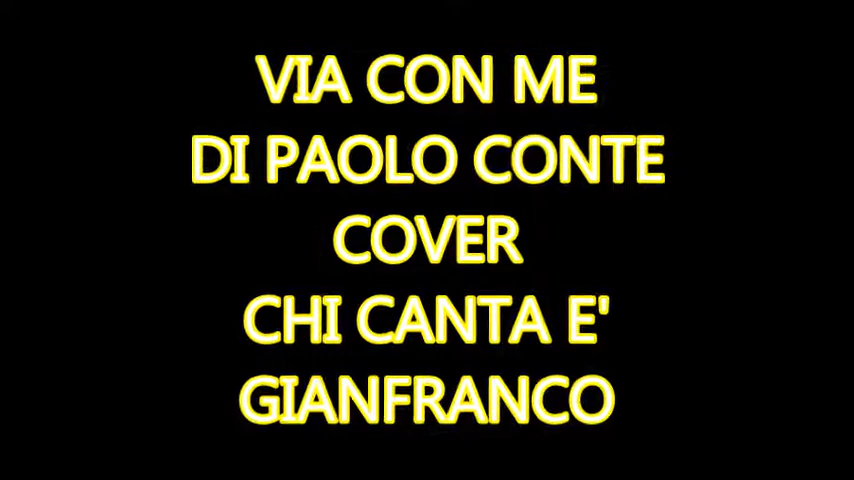 VIA CON ME
DI PAOLO CONTE
COVER
CHI CANTA E'
GIANFRANCO